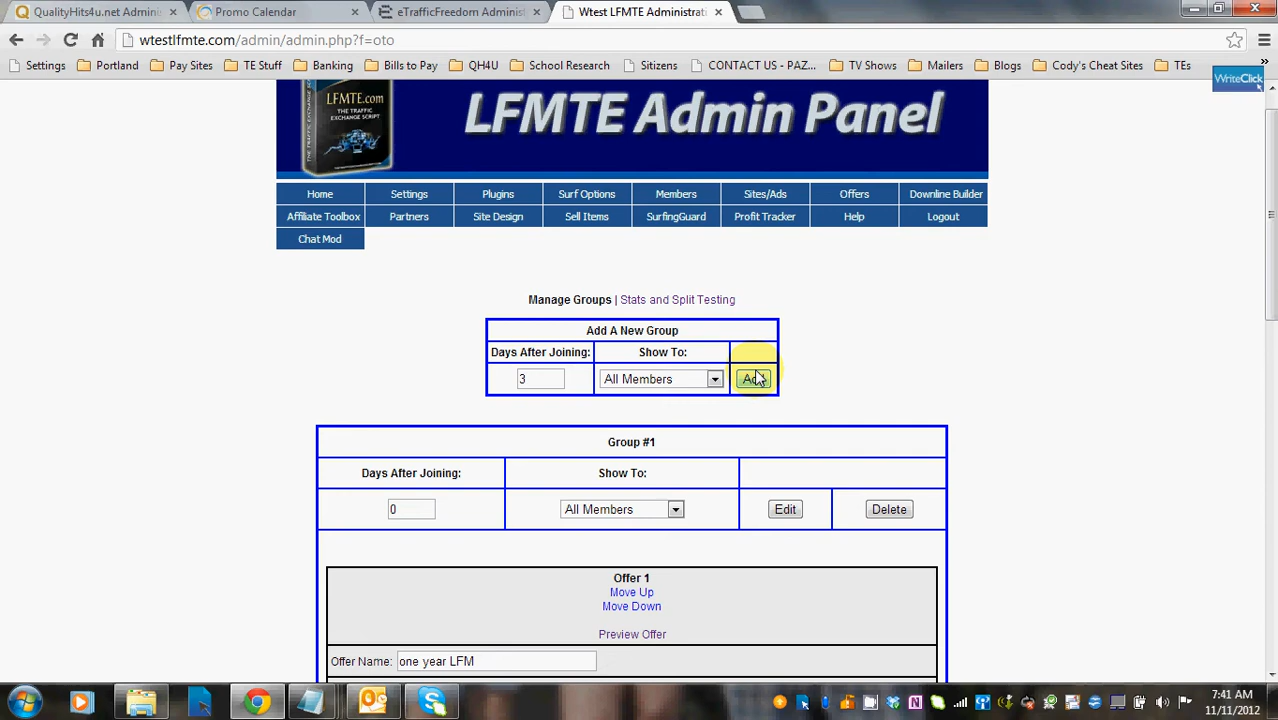 QualityHits4u.net Admin
Promo Calendar
eTrafficFreedom Adminis
Wtest LFMTE Administrati
wtestlfmte.com/admin/admin.php?f=oto
Settings Portland Pay Sites TE Stuff Banking Bills to Pay QH4U School Research Sitizens CONTACT US - PAZ... TV Shows Mailers Blogs Cody's Cheat Sites TEs
WriteClick
LFMTE.com
THE TRAFFIC
EXCHANGE SCRIPT
LFMTE Admin Panel
Home Settings Plugins Surf Options Members Sites/Ads Offers Downline Builder
Affiliate Toolbox Partners Site Design Sell Items SurfingGuard Profit Tracker Help Logout
Chat Mod
Manage Groups | Stats and Split Testing
Add A New Group
Days After Joining: Show To:
3 All Members Add
Group #1
Days After Joining: Show To:
0 All Members Edit Delete
Offer 1
Move Up
Move Down
Preview Offer
Offer Name: one year LFM
7:41 AM
11/11/2012